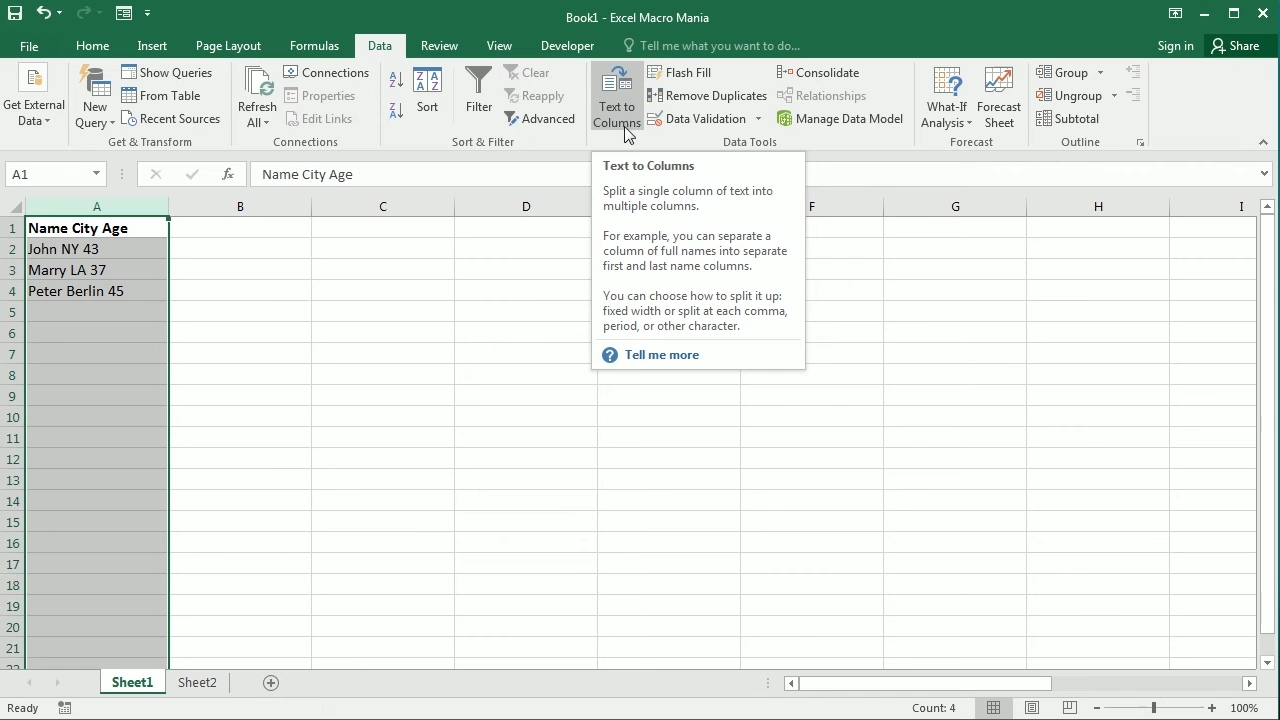 Book1 - Excel Macro Mania
File Home Insert Page Layout Formulas Data Review View Developer Tell me what you want to do... Sign in Share
Get External Data
New Query
Show Queries
From Table
Recent Sources
Get & Transform
Refresh All
Connections
Properties
Edit Links
Connections
A Z
Z A
Z A
A Z
Sort
Filter
Clear
Reapply
Advanced
Sort & Filter
Text to Columns
Flash Fill
Remove Duplicates
Data Validation
Consolidate
Relationships
Manage Data Model
Data Tools
What-If Analysis
Forecast Sheet
Forecast
Group
Ungroup
Subtotal
Outline
A1 fx Name City Age
Text to Columns
Split a single column of text into
multiple columns.
For example, you can separate a
column of full names into separate
first and last name columns.
You can choose how to split it up:
fixed width or split at each comma,
period, or other character.
? Tell me more
A B C D F G H I
1 Name City Age
2 John NY 43
3 Marry LA 37
4 Peter Berlin 45
5
6
7
8
9
10
11
12
13
14
15
16
17
18
19
20
21
Sheet1 Sheet2
Ready Count: 4 100%